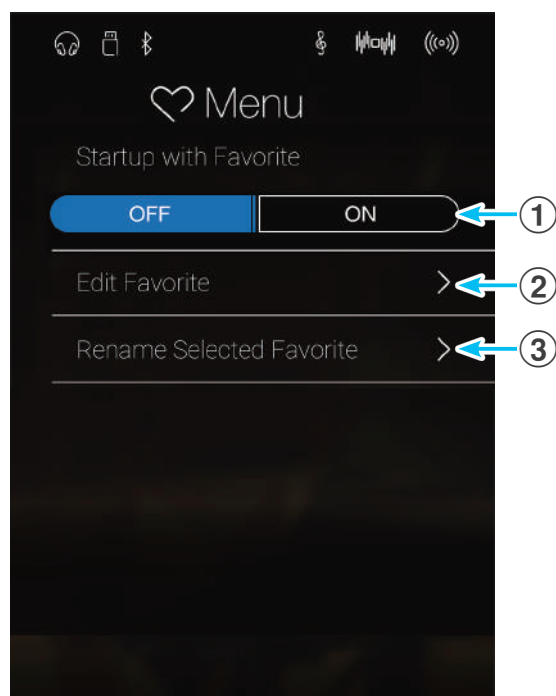 Menu
Startup with Favorite
OFF ON ①
Edit Favorite ②
Rename Selected Favorite ③